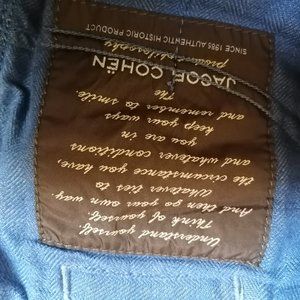 Understand yourself,
Think of yourself
And then go your own way.
Whatever lies to
the circumstance you have,
and whatever conditions
you are in
keep your ways
and remember to smile.
The
JACOB COHËN
philosophy
SINCE 1985 AUTHENTIC HISTORIC PRODUCT